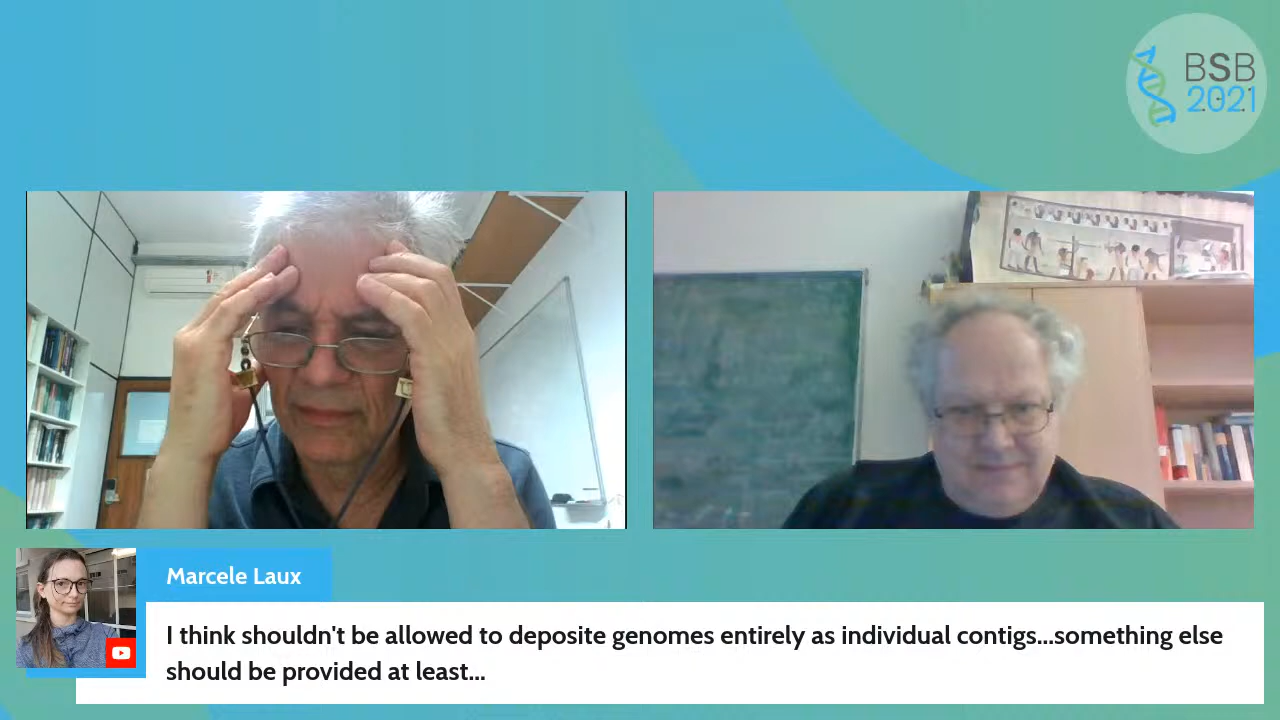 BSB
2021
Marcele Laux
I think shouldn't be allowed to deposite genomes entirely as individual contigs...something else
should be provided at least...